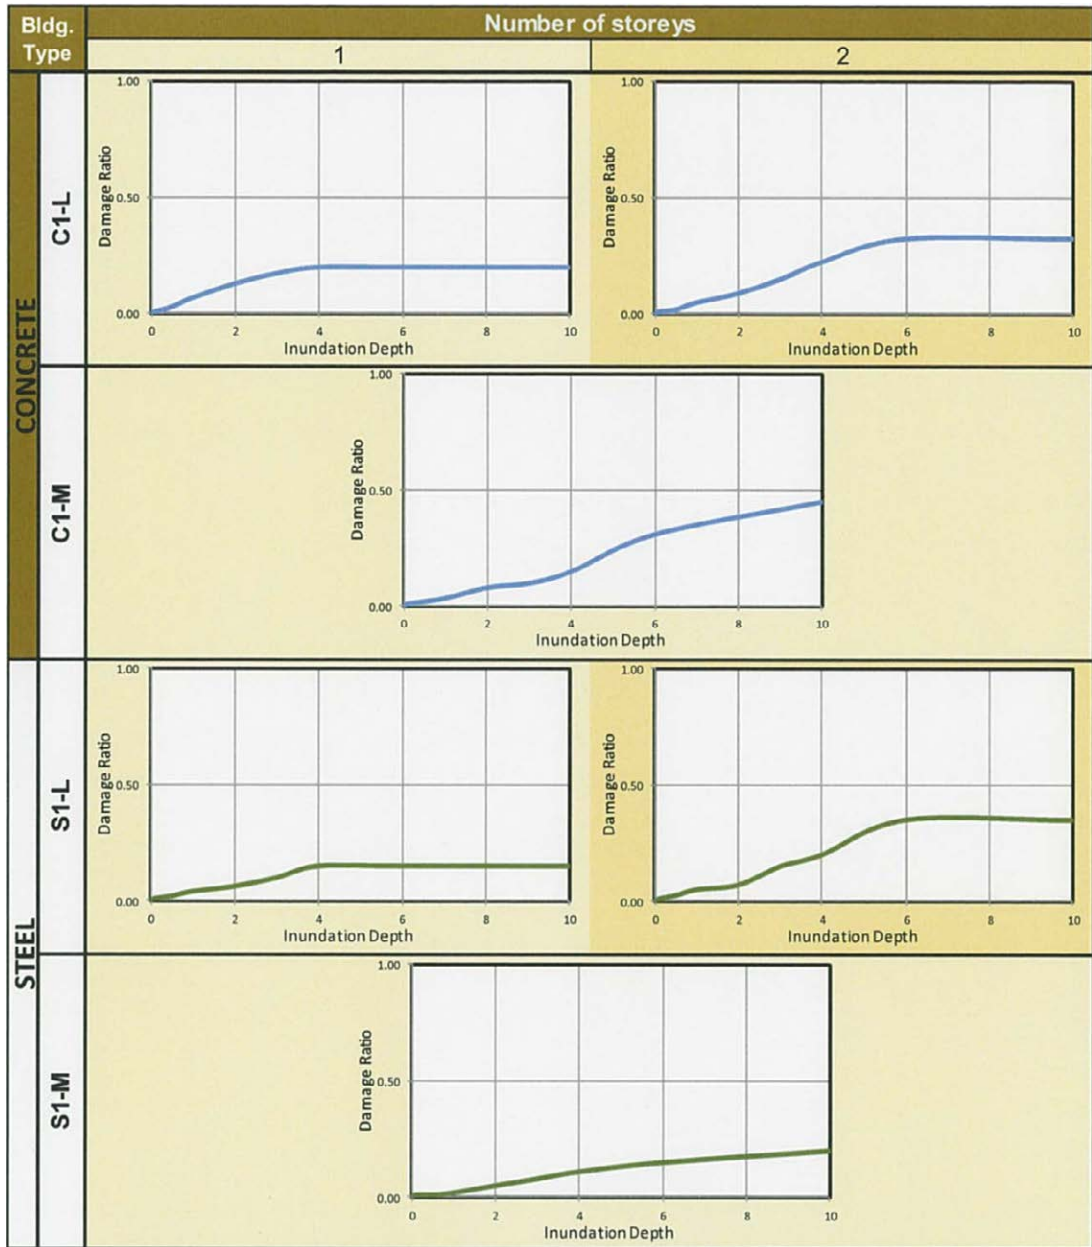 Bldg. Type
Number of storeys
1
2
CONCRETE
C1-L
1.00
0.50
0.00
Damage Ratio
0 2 4 6 8 10
Inundation Depth
1.00
0.50
0.00
Damage Ratio
0 2 4 6 8 10
Inundation Depth
C1-M
1.00
0.50
0.00
Damage Ratio
0 2 4 6 8 10
Inundation Depth
STEEL
S1-L
1.00
0.50
0.00
Damage Ratio
0 2 4 6 8 10
Inundation Depth
1.00
0.50
0.00
Damage Ratio
0 2 4 6 8 10
Inundation Depth
S1-M
1.00
0.50
0.00
Damage Ratio
0 2 4 6 8 10
Inundation Depth